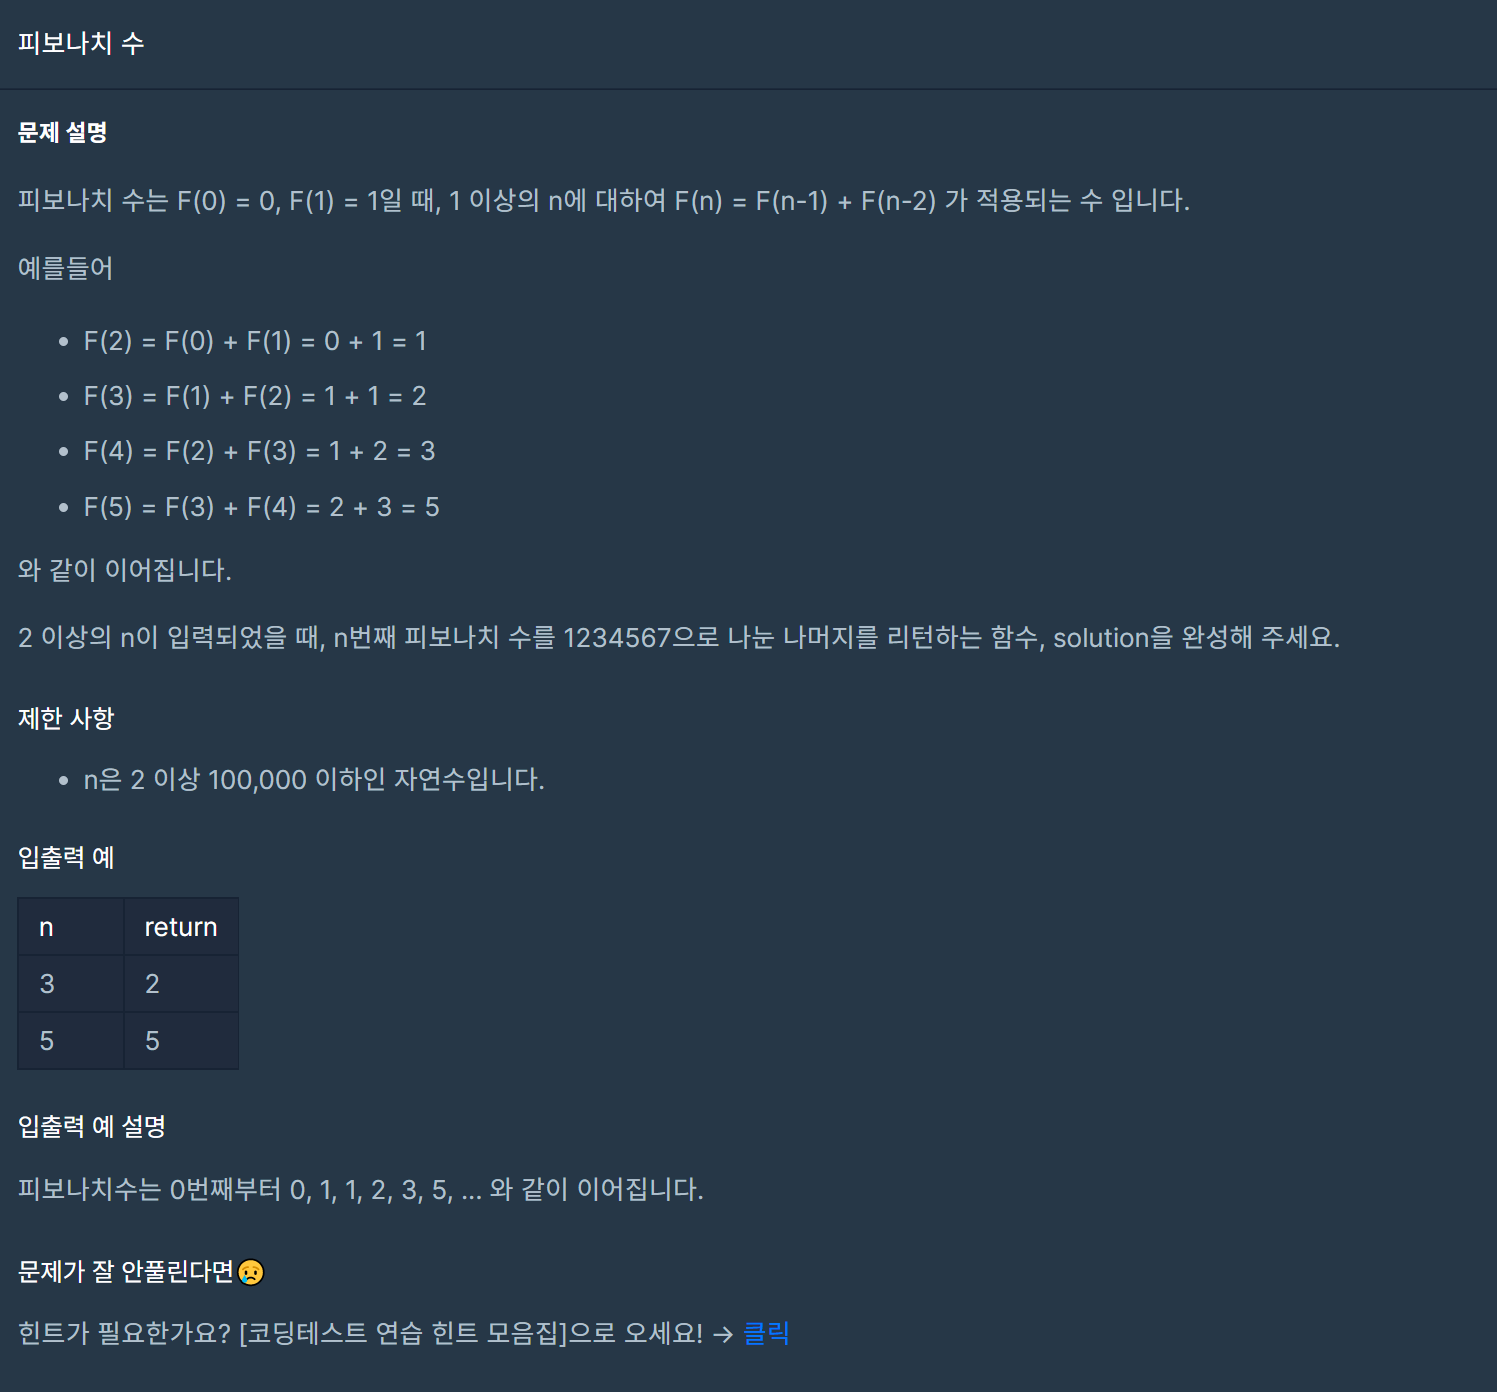 피보나치 수
문제 설명
피보나치 수는 F(0) = 0, F(1) = 1일 때, 1 이상의 n에 대하여 F(n) = F(n-1) + F(n-2) 가 적용되는 수 입니다.
예를들어
• F(2) = F(0) + F(1) = 0 + 1 = 1
• F(3) = F(1) + F(2) = 1 + 1 = 2
• F(4) = F(2) + F(3) = 1 + 2 = 3
• F(5) = F(3) + F(4) = 2 + 3 = 5
와 같이 이어집니다.
2 이상의 n이 입력되었을 때, n번째 피보나치 수를 1234567으로 나눈 나머지를 리턴하는 함수, solution을 완성해 주세요.
제한 사항
• n은 2 이상 100,000 이하인 자연수입니다.
입출력 예
n return
3 2
5 5
입출력 예 설명
피보나치수는 0번째부터 0, 1, 1, 2, 3, 5, ... 와 같이 이어집니다.
문제가 잘 안풀린다면😢
힌트가 필요한가요? [코딩테스트 연습 힌트 모음집]으로 오세요! → 클릭